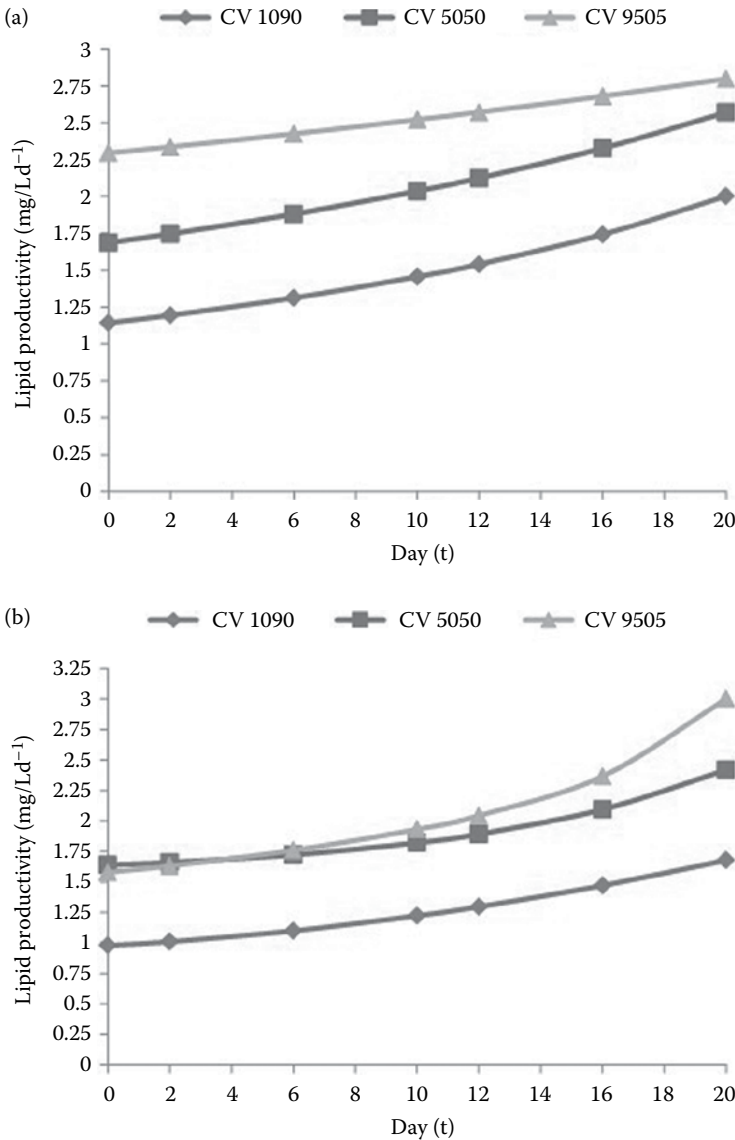 (a)
CV 1090 CV 5050 CV 9505
3
2.75
2.5
2.25
2
1.75
1.5
1.25
1
0.75
0.5
0.25
0
Lipid productivity (mg/Ld⁻¹)
0 2 4 6 8 10 12 14 16 18 20
Day (t)
(b)
CV 1090 CV 5050 CV 9505
3.25
3
2.75
2.5
2.25
2
1.75
1.5
1.25
1
0.75
0.5
0.25
0
Lipid productivity (mg/Ld⁻¹)
0 2 4 6 8 10 12 14 16 18 20
Day (t)